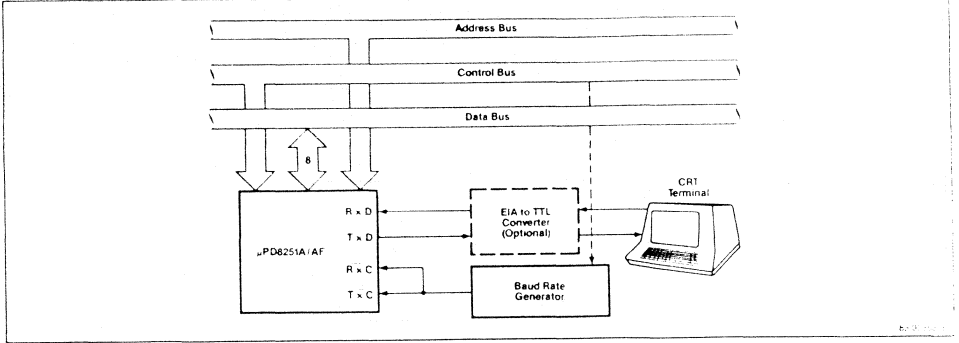 Address Bus
Control Bus
Data Bus
8
CRT
Terminal
R x D
EIA to TTL
Converter
(Optional)
T x D
µPD8251A/AF
R x C
Baud Rate
Generator
T x C